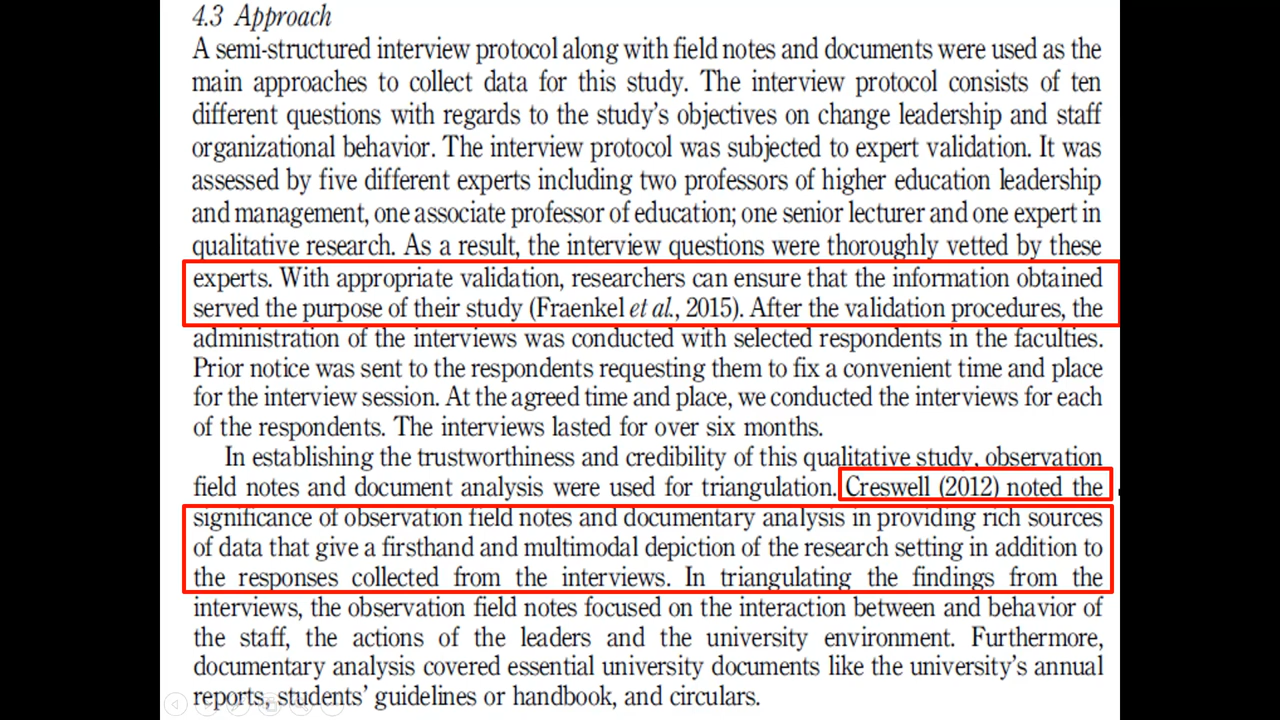 4.3 Approach
A semi-structured interview protocol along with field notes and documents were used as the
main approaches to collect data for this study. The interview protocol consists of ten
different questions with regards to the study's objectives on change leadership and staff
organizational behavior. The interview protocol was subjected to expert validation. It was
assessed by five different experts including two professors of higher education leadership
and management, one associate professor of education; one senior lecturer and one expert in
qualitative research. As a result, the interview questions were thoroughly vetted by these
experts. With appropriate validation, researchers can ensure that the information obtained
served the purpose of their study (Fraenkel et al., 2015). After the validation procedures, the
administration of the interviews was conducted with selected respondents in the faculties.
Prior notice was sent to the respondents requesting them to fix a convenient time and place
for the interview session. At the agreed time and place, we conducted the interviews for each
of the respondents. The interviews lasted for over six months.
In establishing the trustworthiness and credibility of this qualitative study, observation
field notes and document analysis were used for triangulation. Creswell (2012) noted the
significance of observation field notes and documentary analysis in providing rich sources
of data that give a firsthand and multimodal depiction of the research setting in addition to
the responses collected from the interviews. In triangulating the findings from the
interviews, the observation field notes focused on the interaction between and behavior of
the staff, the actions of the leaders and the university environment. Furthermore,
documentary analysis covered essential university documents like the university's annual
reports, students' guidelines or handbook, and circulars.